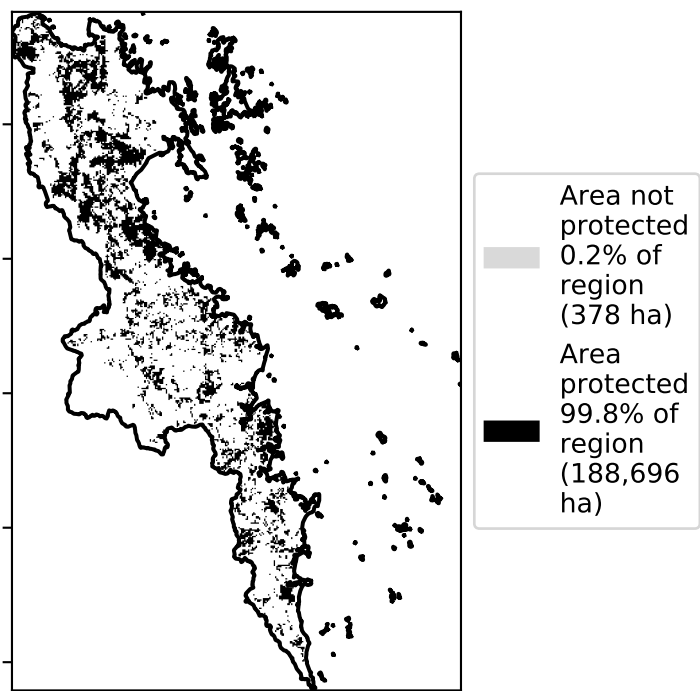 Area not
protected
0.2% of
region
(378 ha)
Area
protected
99.8% of
region
(188,696
ha)